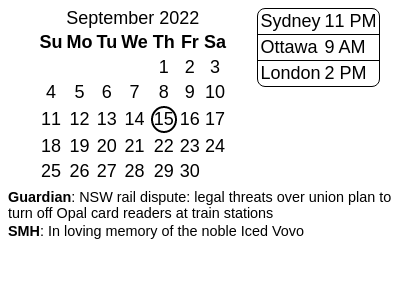 September 2022
Su Mo Tu We Th Fr Sa
1 2 3
4 5 6 7 8 9 10
11 12 13 14 15 16 17
18 19 20 21 22 23 24
25 26 27 28 29 30
Sydney 11 PM
Ottawa 9 AM
London 2 PM
Guardian: NSW rail dispute: legal threats over union plan to
turn off Opal card readers at train stations
SMH: In loving memory of the noble Iced Vovo